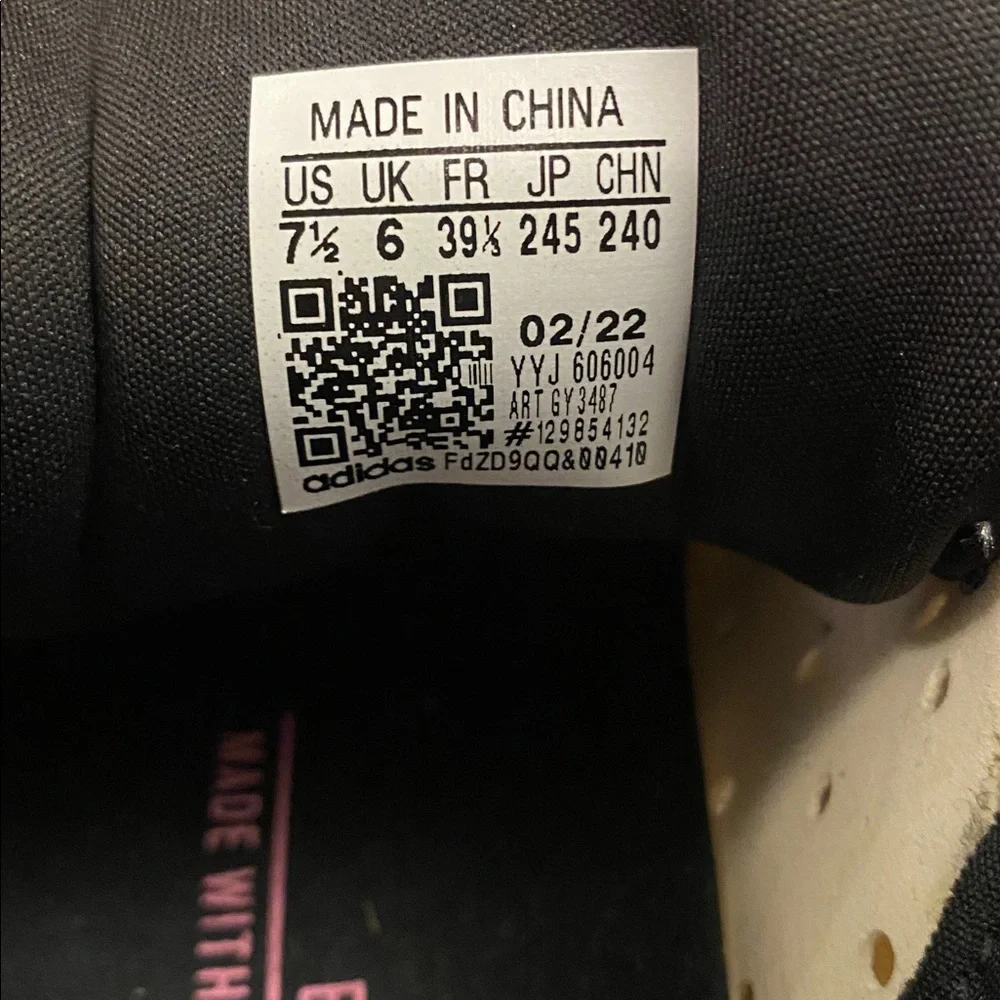 MADE IN CHINA
US UK FR JP CHN
7½ 6 39⅓ 245 240
02/22
YYJ 606004
ART GY3487
#129854132
adidas FdZD9QQ&00410
MADE WITH